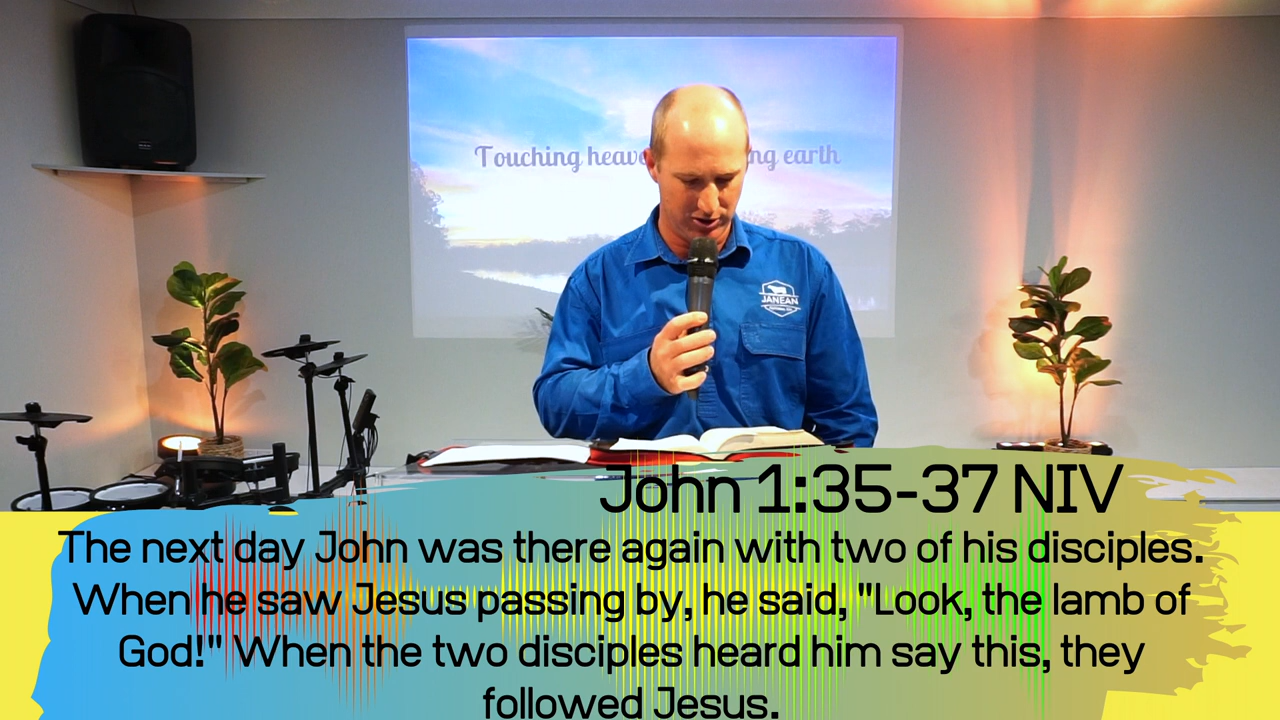 Touching heav ng earth
JANEAN
John 1:35-37 NIV
The next day John was there again with two of his disciples.
When he saw Jesus passing by, he said, "Look, the lamb of
God!" When the two disciples heard him say this, they
followed Jesus.